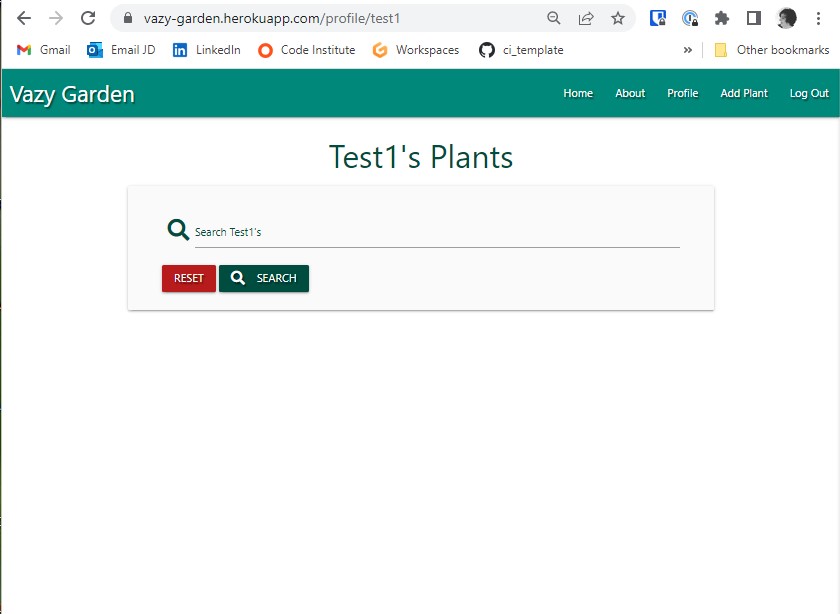 vazy-garden.herokuapp.com/profile/test1
Gmail Email JD LinkedIn Code Institute Workspaces ci_template » Other bookmarks
Vazy Garden Home About Profile Add Plant Log Out
Test1's Plants
Search Test1's
RESET SEARCH